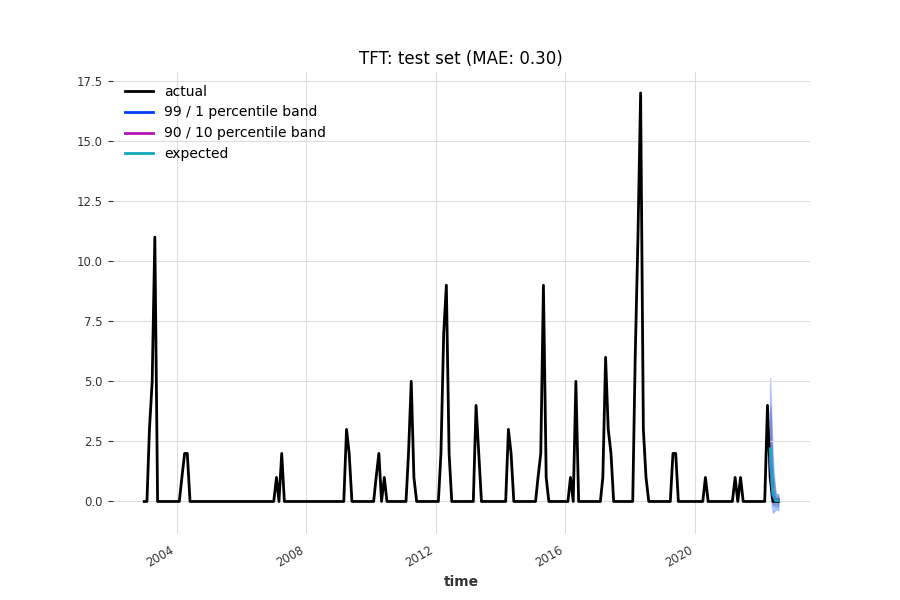 TFT: test set (MAE: 0.30)
17.5
15.0
12.5
10.0
7.5
5.0
2.5
0.0
actual
99 / 1 percentile band
90 / 10 percentile band
expected
2004
2008
2012
2016
2020
time